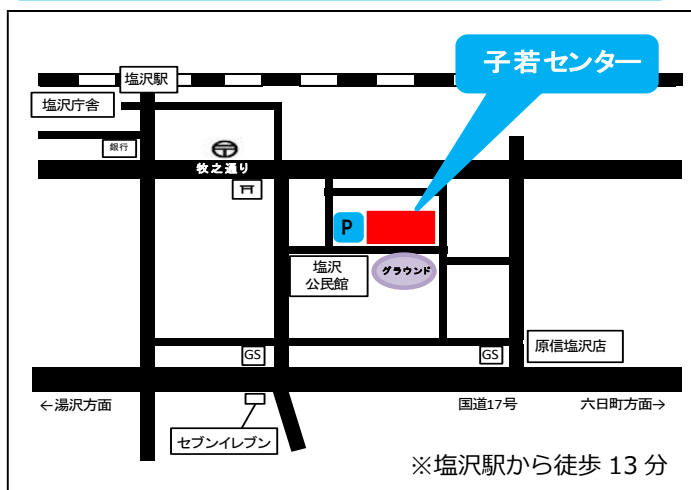 子若センター
塩沢駅
塩沢庁舎
銀行
牧之通り
P
塩沢
公民館
グラウンド
GS
GS
原信塩沢店
←湯沢方面
国道17号
六日町方面→
セブンイレブン
※塩沢駅から徒歩 13 分